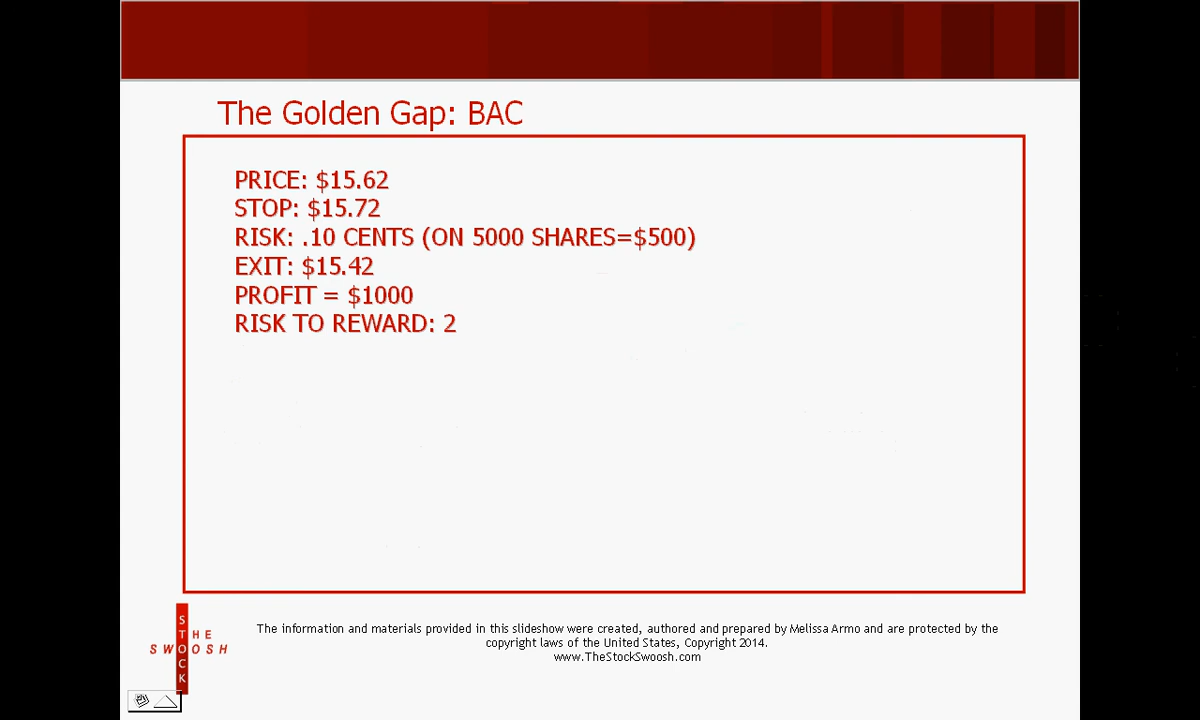 The Golden Gap: BAC
PRICE: $15.62
STOP: $15.72
RISK: .10 CENTS (ON 5000 SHARES=$500)
EXIT: $15.42
PROFIT = $1000
RISK TO REWARD: 2
THE
STOCK
SWOOSH
The information and materials provided in this slideshow were created, authored and prepared by Melissa Armo and are protected by the
copyright laws of the United States, Copyright 2014.
www.TheStockSwoosh.com